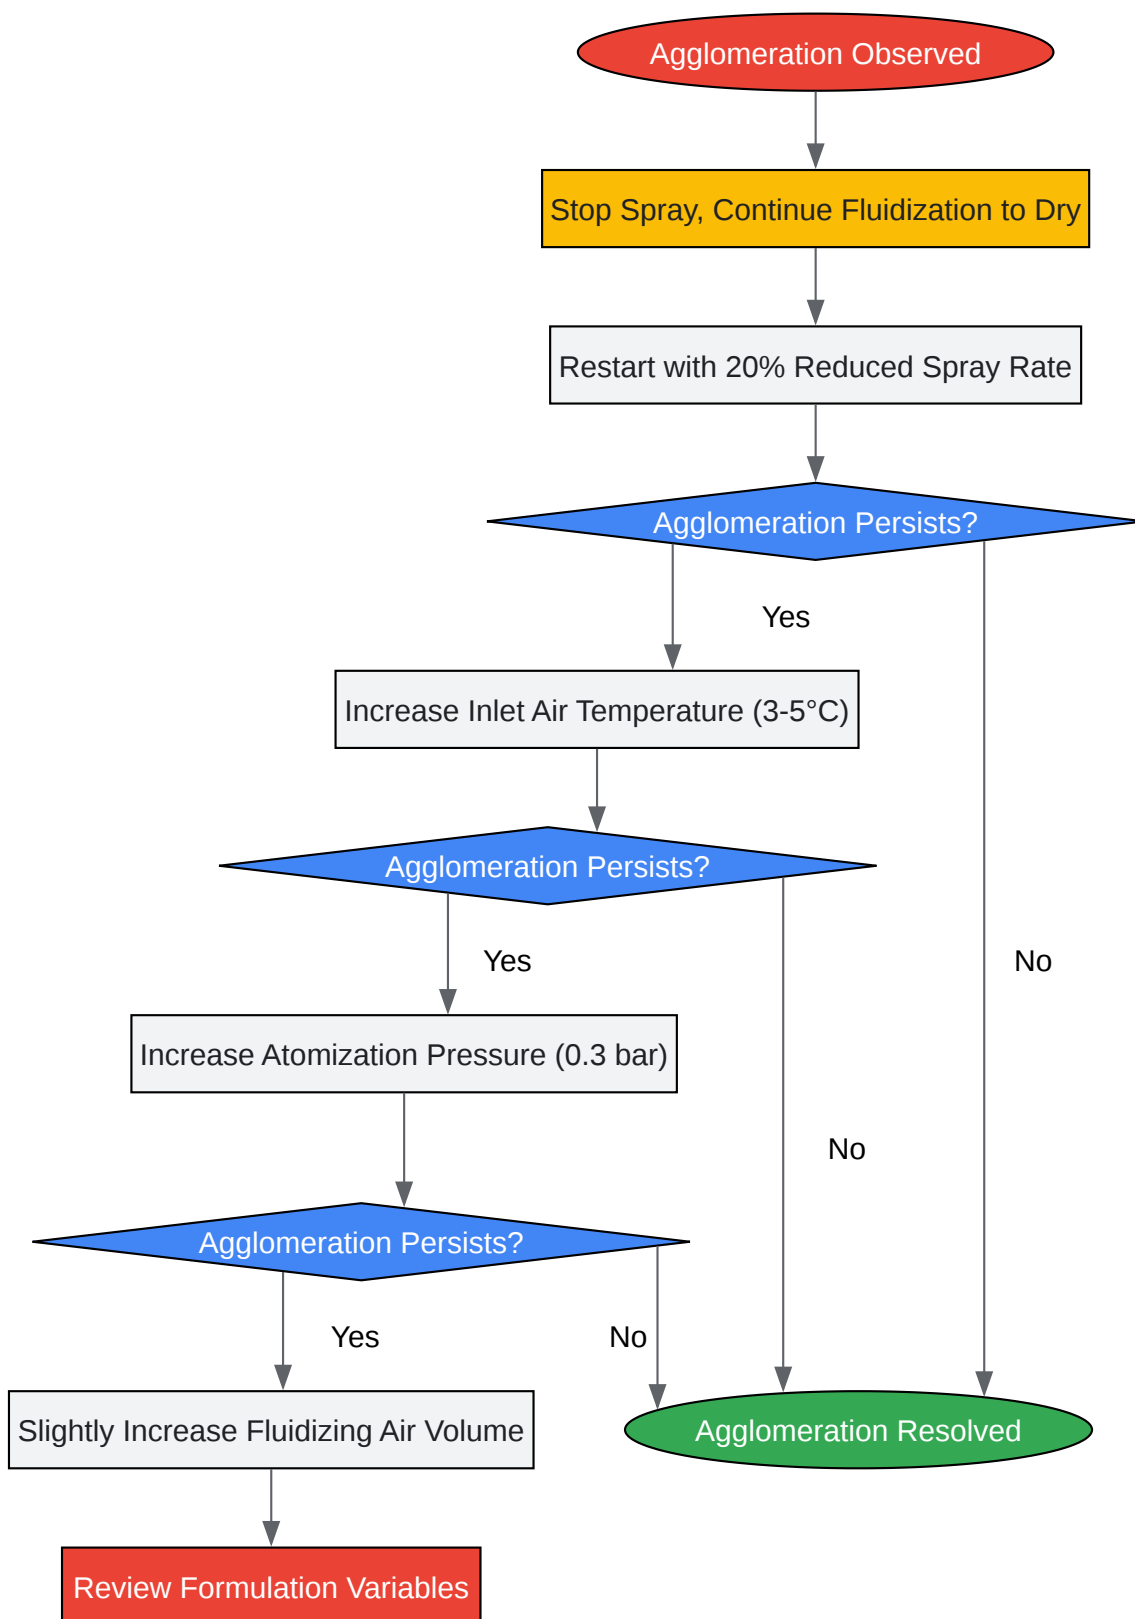 Agglomeration Observed
Stop Spray, Continue Fluidization to Dry
Restart with 20% Reduced Spray Rate
Agglomeration Persists?
Yes
Increase Inlet Air Temperature (3-5°C)
Agglomeration Persists?
Yes
No
Increase Atomization Pressure (0.3 bar)
No
Agglomeration Persists?
Yes
No
Slightly Increase Fluidizing Air Volume
Agglomeration Resolved
Review Formulation Variables